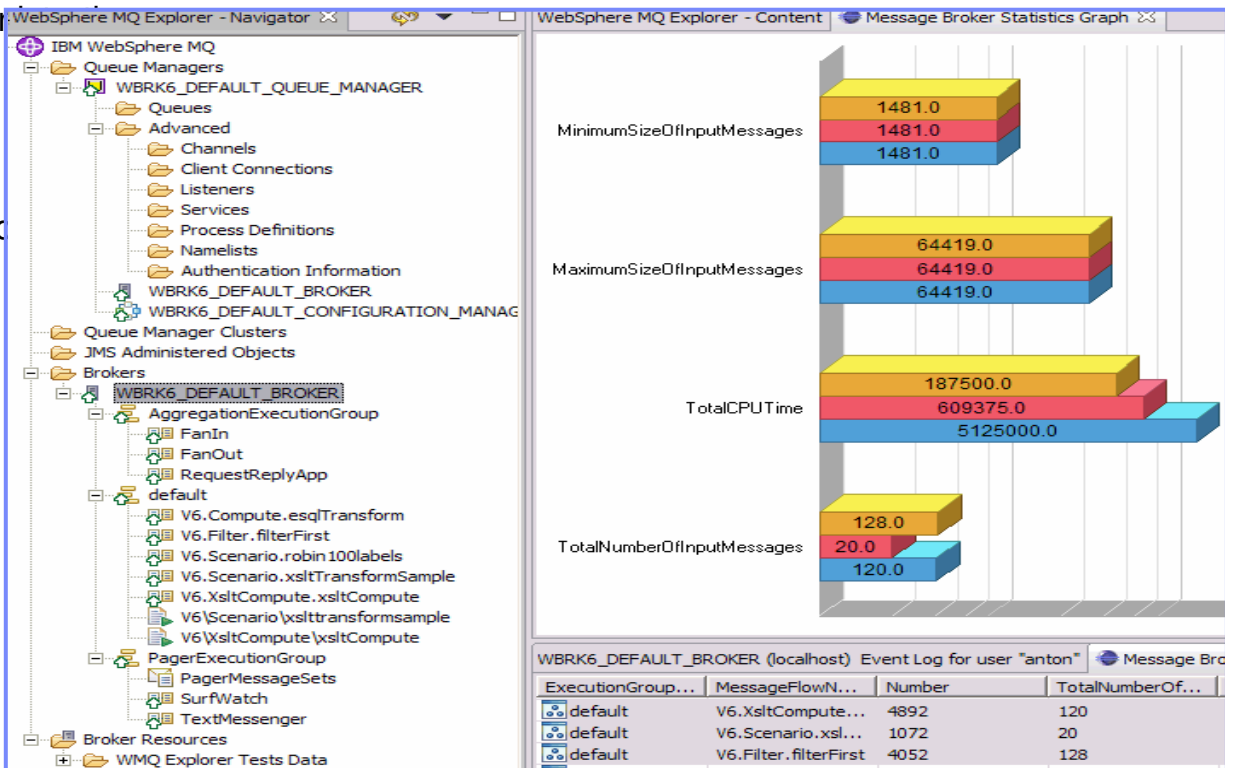 WebSphere MQ Explorer - Navigator
IBM WebSphere MQ
Queue Managers
WBRK6_DEFAULT_QUEUE_MANAGER
Queues
Advanced
Channels
Client Connections
Listeners
Services
Process Definitions
Namelists
Authentication Information
WBRK6_DEFAULT_BROKER
WBRK6_DEFAULT_CONFIGURATION_MANAG
Queue Manager Clusters
JMS Administered Objects
Brokers
WBRK6_DEFAULT_BROKER
AggregationExecutionGroup
FanIn
FanOut
RequestReplyApp
default
V6.Compute.esqlTransform
V6.Filter.filterFirst
V6.Scenario.robin100labels
V6.Scenario.xsltTransformSample
V6.XsltCompute.xsltCompute
V6\Scenario\xslttransformsample
V6\XsltCompute\xsltCompute
PagerExecutionGroup
PagerMessageSets
SurfWatch
TextMessenger
Broker Resources
WMQ Explorer Tests Data
WebSphere MQ Explorer - Content Message Broker Statistics Graph
MinimumSizeOfInputMessages
1481.0
1481.0
1481.0
MaximumSizeOfInputMessages
64419.0
64419.0
64419.0
TotalCPUTime
187500.0
609375.0
5125000.0
TotalNumberOfInputMessages
128.0
20.0
120.0
WBRK6_DEFAULT_BROKER (localhost) Event Log for user "anton" Message Bro
ExecutionGroup... MessageFlowN... Number TotalNumberOf...
default V6.XsltCompute... 4892 120
default V6.Scenario.xsl... 1072 20
default V6.Filter.filterFirst 4052 128